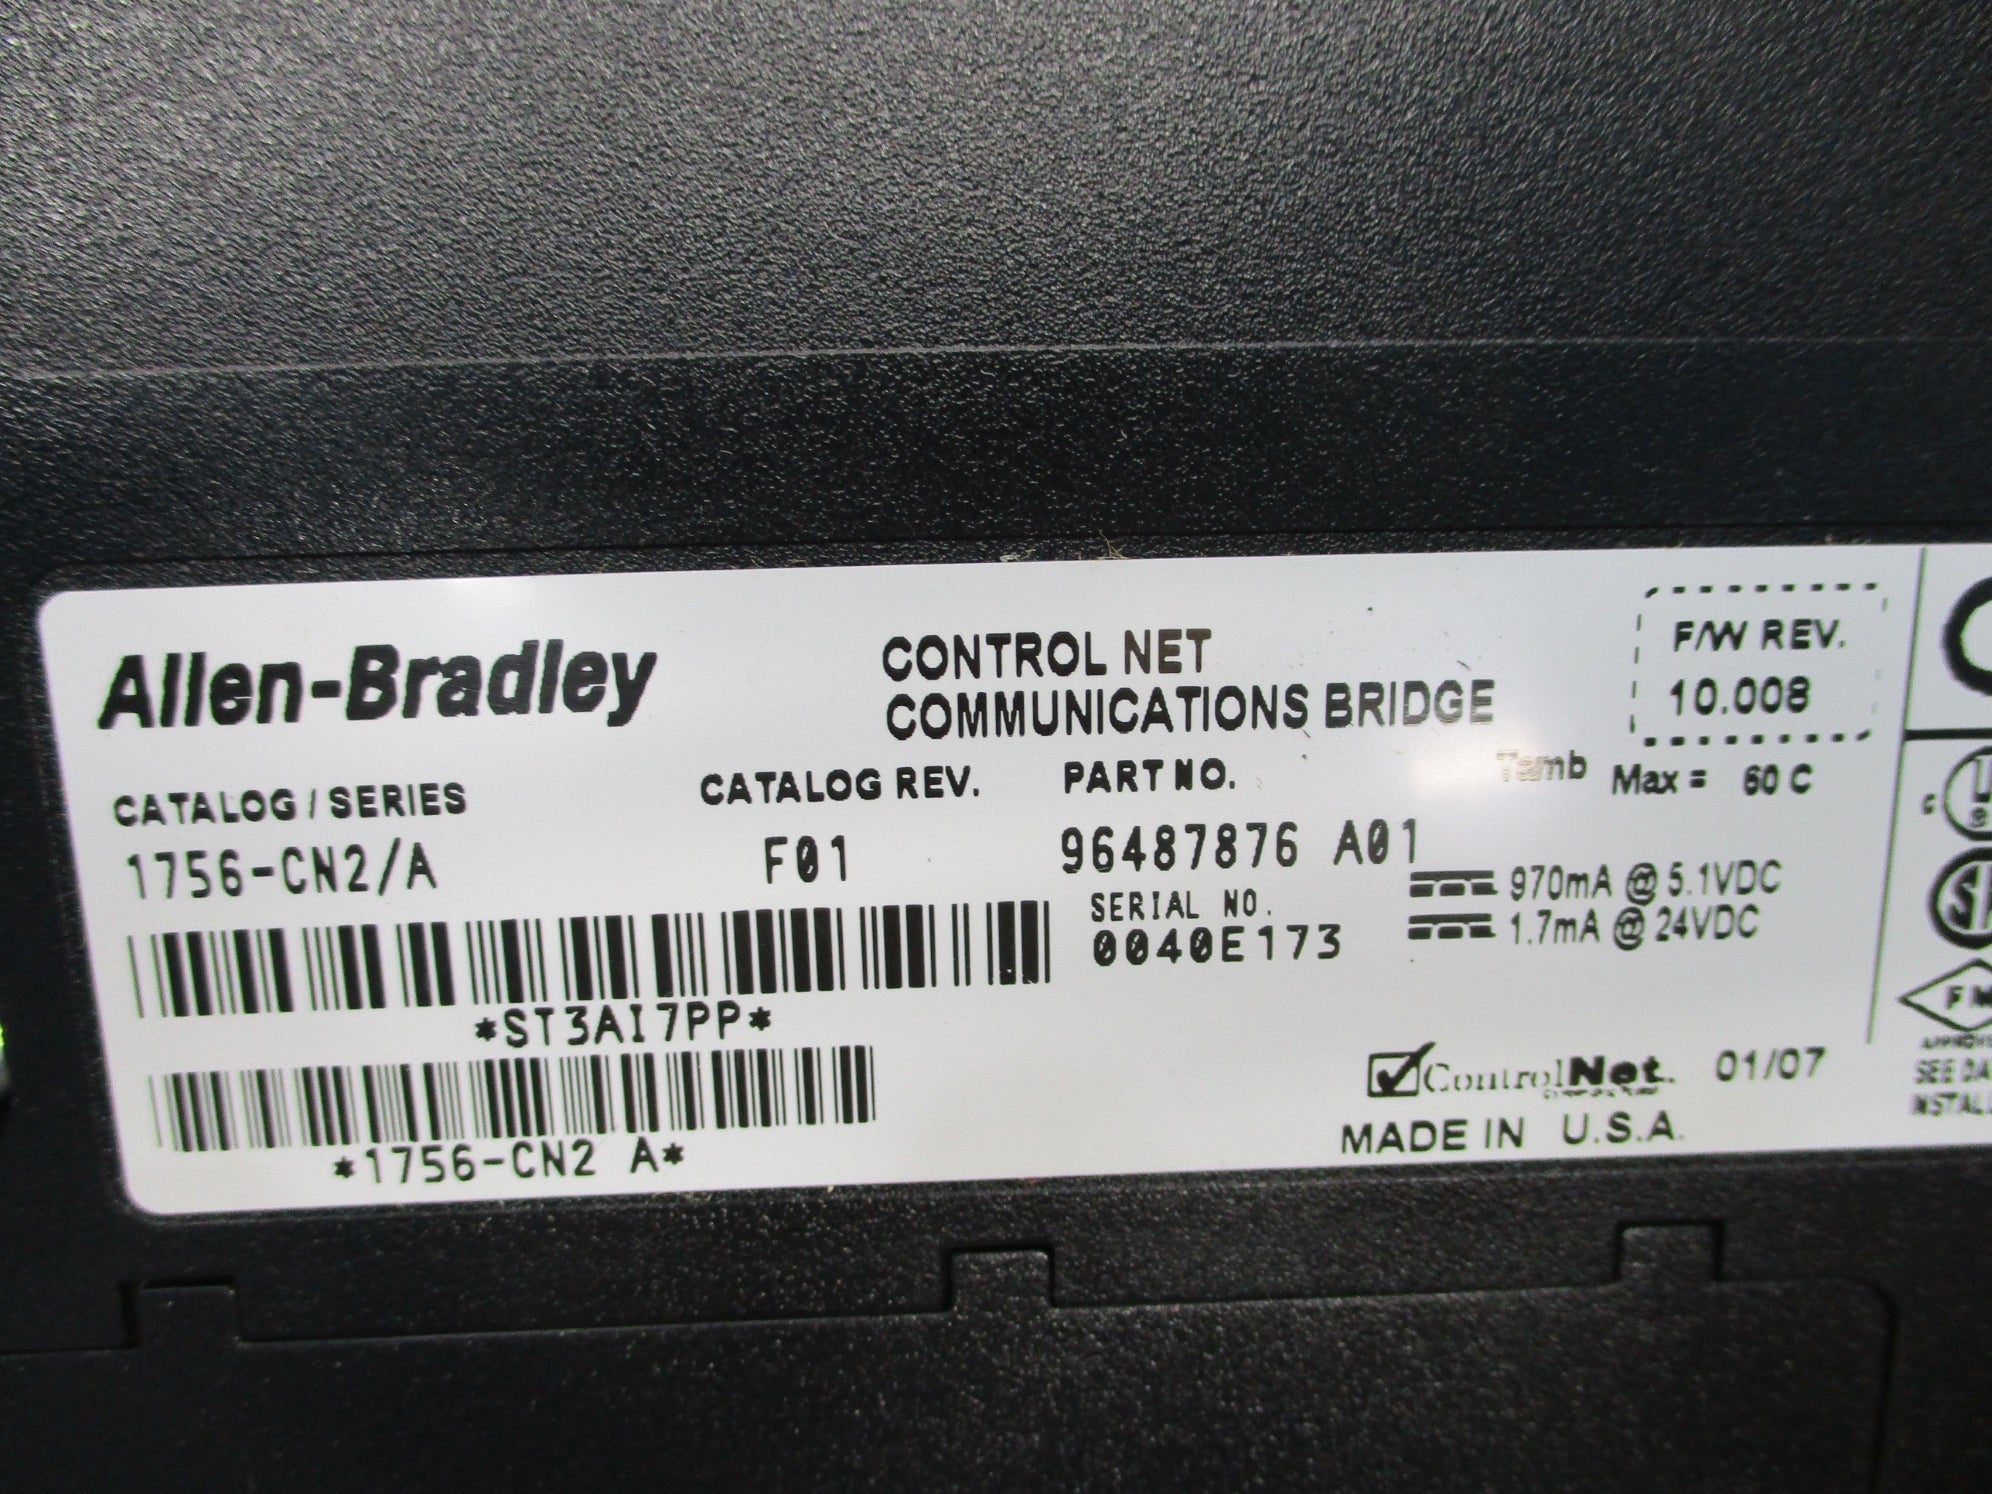 Allen-Bradley
CONTROL NET
COMMUNICATIONS BRIDGE
F/W REV.
10.008
CATALOG / SERIES
CATALOG REV.
PART NO.
Tamb Max = 60 C
1756-CN2/A
F01
96487876 A01
SERIAL NO.
0040E173
970mA @ 5.1VDC
1.7mA @ 24VDC
*ST3AI7PP*
*1756-CN2 A*
ControlNet. 01/07
MADE IN U.S.A.
FM
SEE